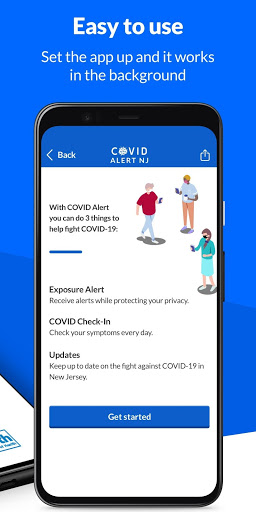 Easy to use
Set the app up and it works
in the background
Back
COVID
ALERT NJ
With COVID Alert
you can do 3 things to
help fight COVID-19:
Exposure Alert
Receive alerts while protecting your privacy.
COVID Check-In
Check your symptoms every day.
Updates
Keep up to date on the fight against COVID-19 in
New Jersey.
Get started